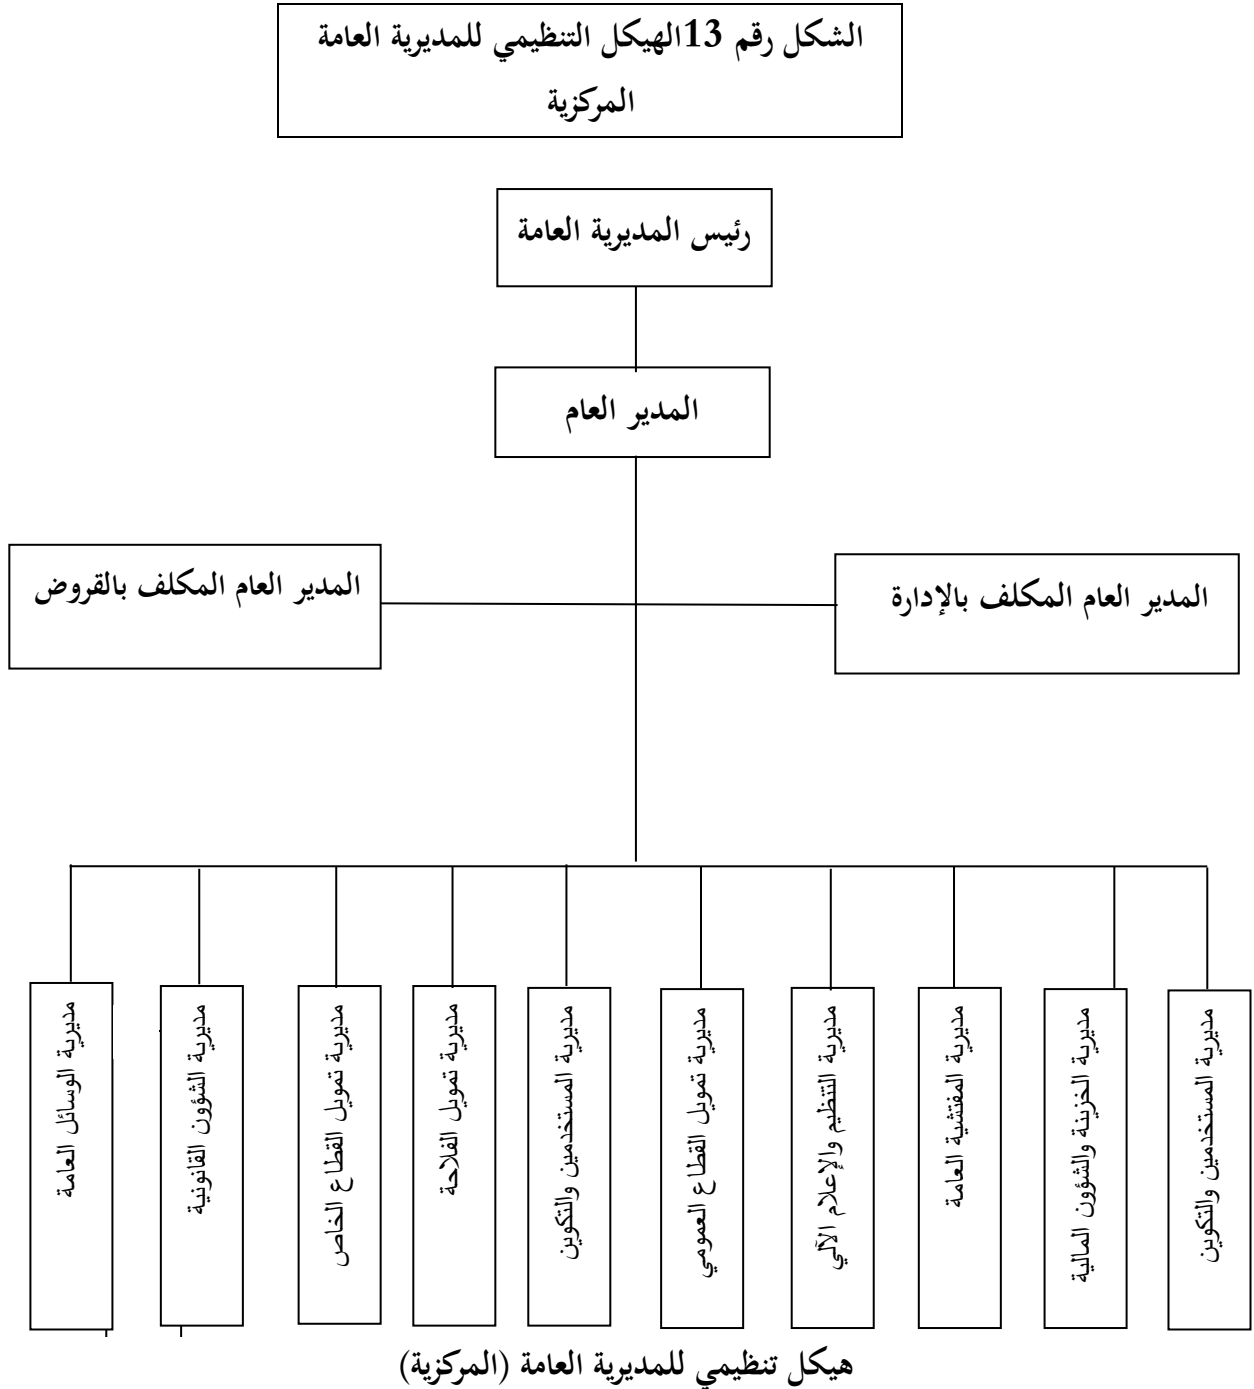 الشكل رقم 13الهيكل التنظيمي للمديرية العامة
المركزية
رئيس المديرية العامة
المدير العام
المدير العام المكلف بالإدارة
المدير العام المكلف بالقروض
مديرية المستخدمين والتكوين
مديرية الخزينة والشؤون المالية
مديرية المفتشية العامة
مديرية التنظيم والإعلام الآلي
مديرية تمويل القطاع العمومي
مديرية المستخدمين والتكوين
مديرية تمويل الفلاحة
مديرية تمويل القطاع الخاص
مديرية الشؤون القانونية
مديرية الوسائل العامة
هيكل تنظيمي للمديرية العامة (المركزية)